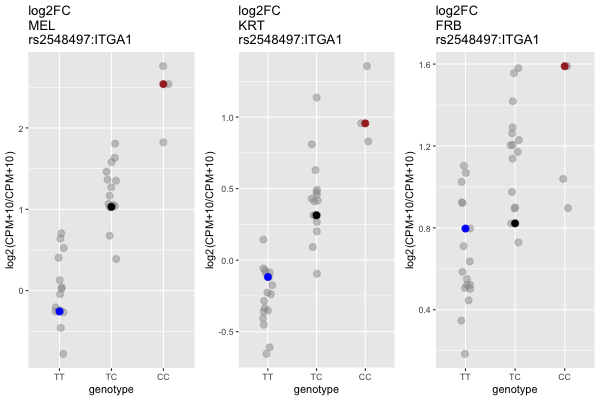 log2FC
MEL
rs2548497:ITGA1
log2(CPM+10/CPM+10)
2
1
0
TT
TC
CC
genotype
log2FC
KRT
rs2548497:ITGA1
log2(CPM+10/CPM+10)
1.0
0.5
0.0
-0.5
TT
TC
CC
genotype
log2FC
FRB
rs2548497:ITGA1
log2(CPM+10/CPM+10)
1.6
1.2
0.8
0.4
TT
TC
CC
genotype